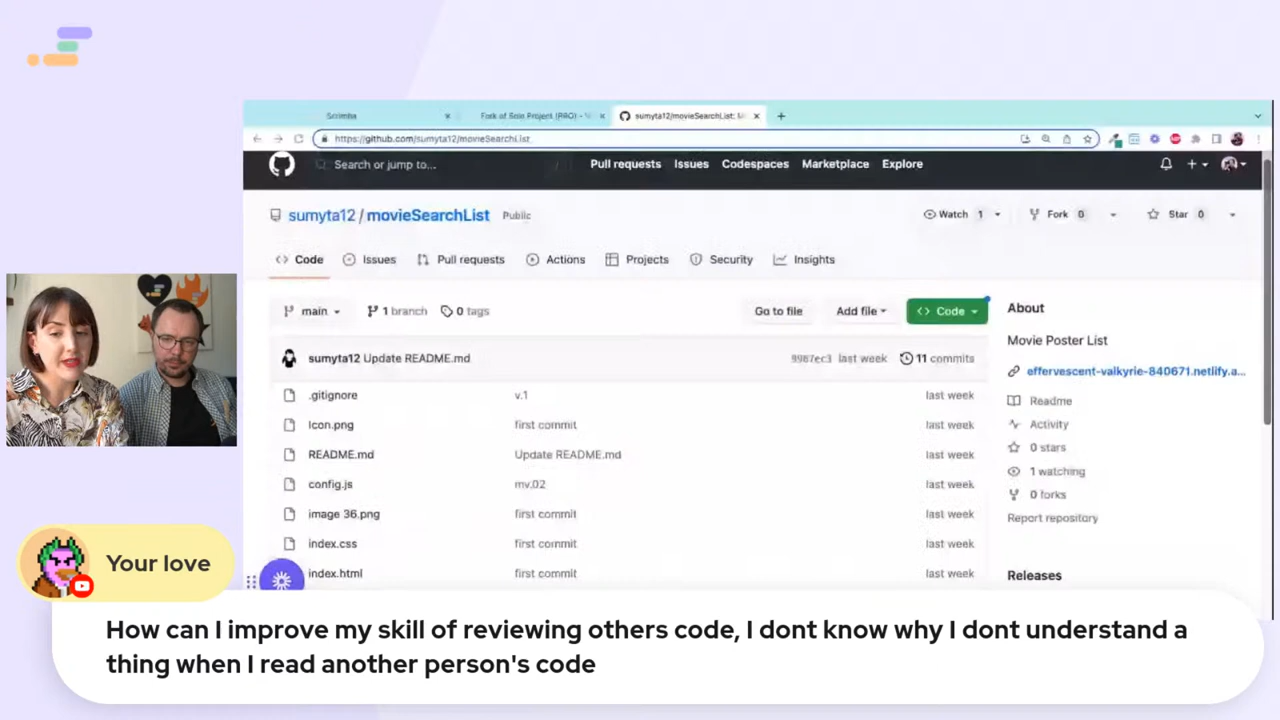 Scrimba
Fork of Solo Project (PRO) -
sumyta12/movieSearchList: M
https://github.com/sumyta12/movieSearchList
Search or jump to...
/
Pull requests
Issues
Codespaces
Marketplace
Explore
sumyta12 / movieSearchList
Public
Watch 1
Fork 0
Star 0
Code
Issues
Pull requests
Actions
Projects
Security
Insights
main
1 branch
0 tags
Go to file
Add file
Code
About
Movie Poster List
sumyta12 Update README.md
9987ec3 last week
11 commits
effervescent-valkyrie-840671.netlify.a...
.gitignore
v.1
last week
Readme
Icon.png
first commit
last week
Activity
0 stars
README.md
Update README.md
last week
1 watching
config.js
mv.02
last week
0 forks
image 36.png
first commit
last week
Report repository
index.css
first commit
last week
index.html
first commit
last week
Releases
Your love
How can I improve my skill of reviewing others code, I dont know why I dont understand a
thing when I read another person's code